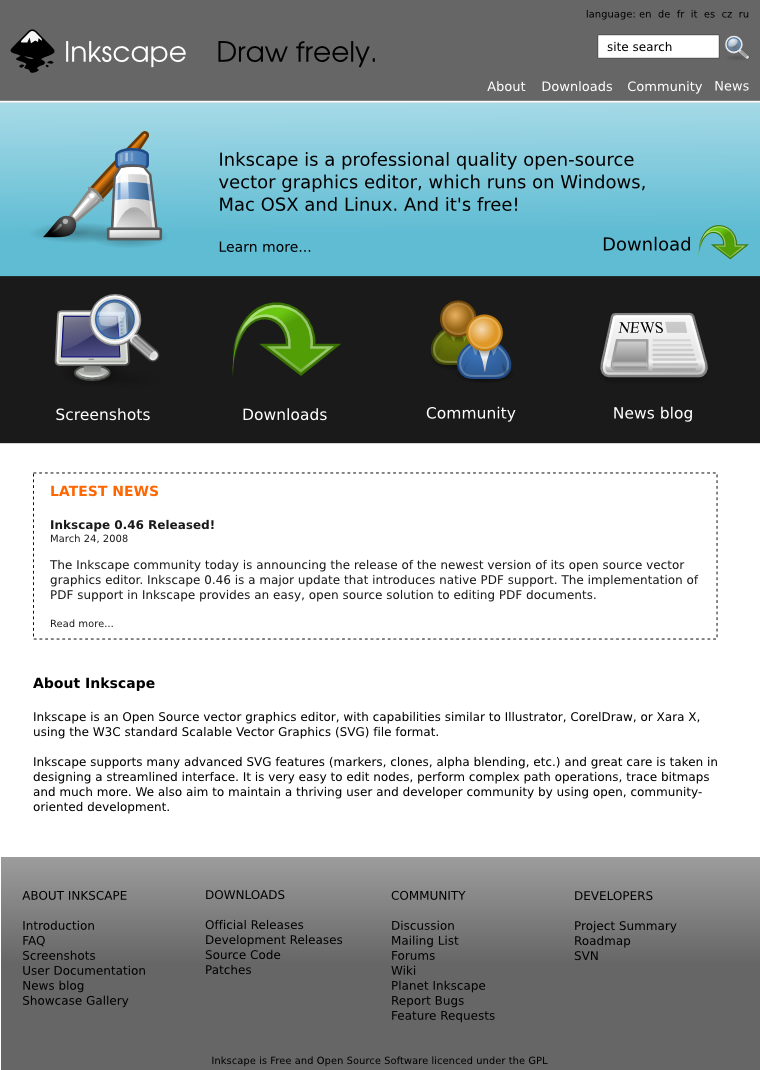 language: en de fr it es cz ru
Inkscape Draw freely.
site search
About Downloads Community News
Inkscape is a professional quality open-source
vector graphics editor, which runs on Windows,
Mac OSX and Linux. And it's free!
Learn more...
Download
NEWS
Screenshots Downloads Community News blog
LATEST NEWS
Inkscape 0.46 Released!
March 24, 2008
The Inkscape community today is announcing the release of the newest version of its open source vector
graphics editor. Inkscape 0.46 is a major update that introduces native PDF support. The implementation of
PDF support in Inkscape provides an easy, open source solution to editing PDF documents.
Read more...
About Inkscape
Inkscape is an Open Source vector graphics editor, with capabilities similar to Illustrator, CorelDraw, or Xara X,
using the W3C standard Scalable Vector Graphics (SVG) file format.
Inkscape supports many advanced SVG features (markers, clones, alpha blending, etc.) and great care is taken in
designing a streamlined interface. It is very easy to edit nodes, perform complex path operations, trace bitmaps
and much more. We also aim to maintain a thriving user and developer community by using open, community-
oriented development.
ABOUT INKSCAPE
Introduction
FAQ
Screenshots
User Documentation
News blog
Showcase Gallery
DOWNLOADS
Official Releases
Development Releases
Source Code
Patches
COMMUNITY
Discussion
Mailing List
Forums
Wiki
Planet Inkscape
Report Bugs
Feature Requests
DEVELOPERS
Project Summary
Roadmap
SVN
Inkscape is Free and Open Source Software licenced under the GPL